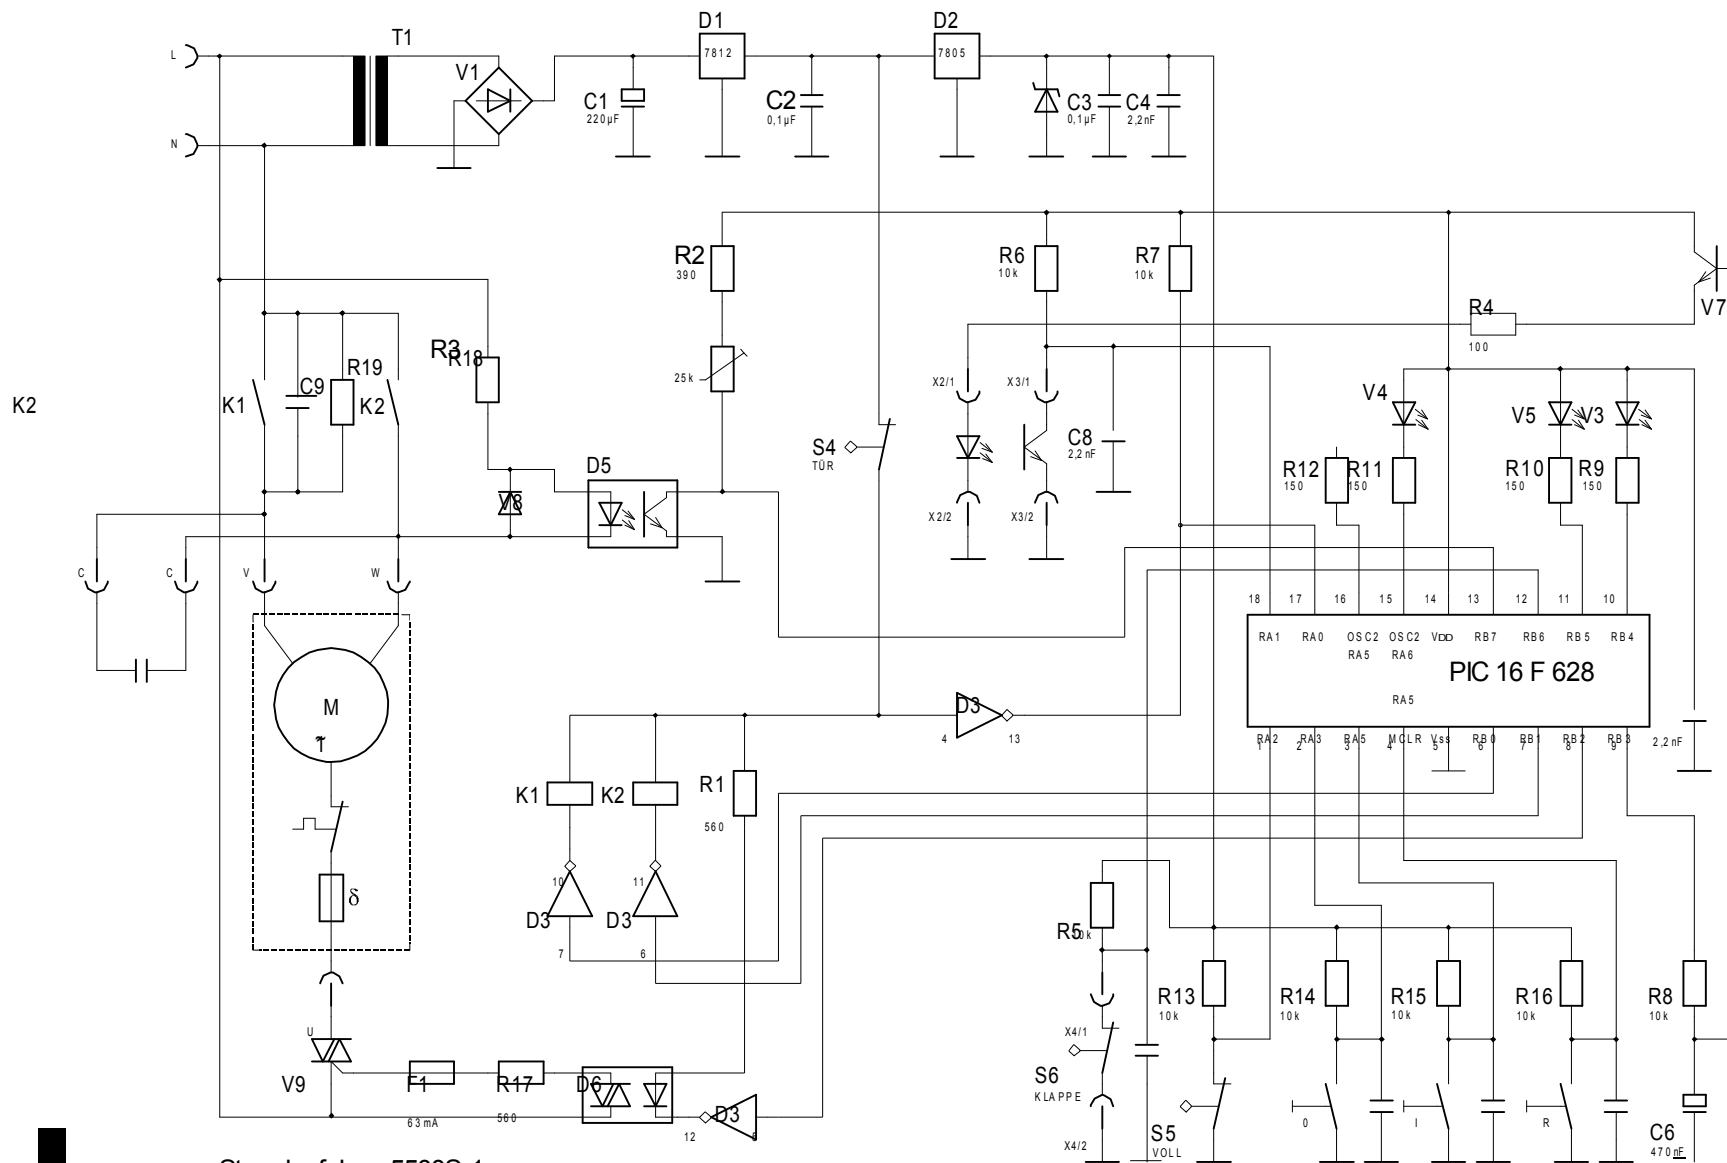 D1
D2
T1
L
7812
7805
V1
C1
220µF
C2
0,1µF
C3
0,1µF
C4
2,2nF
N
R2
390
R6
10k
R7
10k
R4
100
V7
R3
R18
25k
K2
K1
C9
R19
K2
X2/1
X3/1
V4
V5
V3
S4
TÜR
C8
2,2nF
D5
V8
R12
150
R11
150
R10
150
R9
150
X2/2
X3/2
C
C
V
W
18
17
16
15
14
13
12
11
10
RA1
RA0
OSC2
RA5
OSC2
RA6
VDD
RB7
RB6
RB5
RB4
PIC 16 F 628
RA5
M
D3
4
13
RA2
RA3
RA5
MCLR
Vss
RB0
RB1
RB2
RB3
1
2
3
4
5
6
7
8
9
2,2nF
K1
K2
R1
560
10
11
δ
D3
D3
7
6
R5
R13
10k
R14
10k
R15
10k
R16
10k
R8
10k
U
X4/1
S6
KLAPPE
V9
F1
63mA
R17
560
D6
D3
12
X4/2
S5
VOLL
0
I
R
C6
470nF